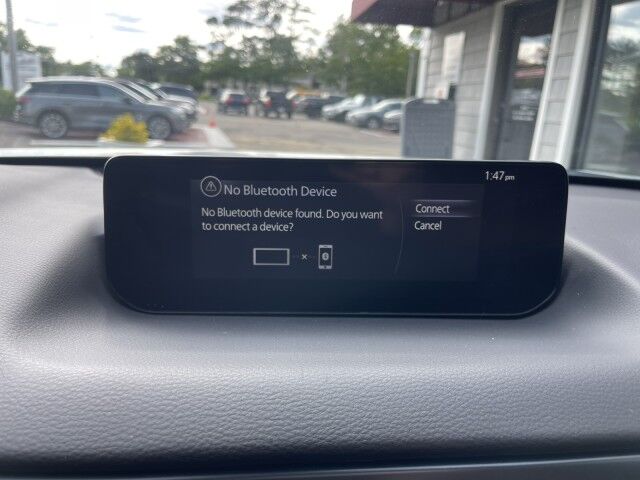 1:47 pm
No Bluetooth Device
No Bluetooth device found. Do you want
to connect a device?
Connect
Cancel